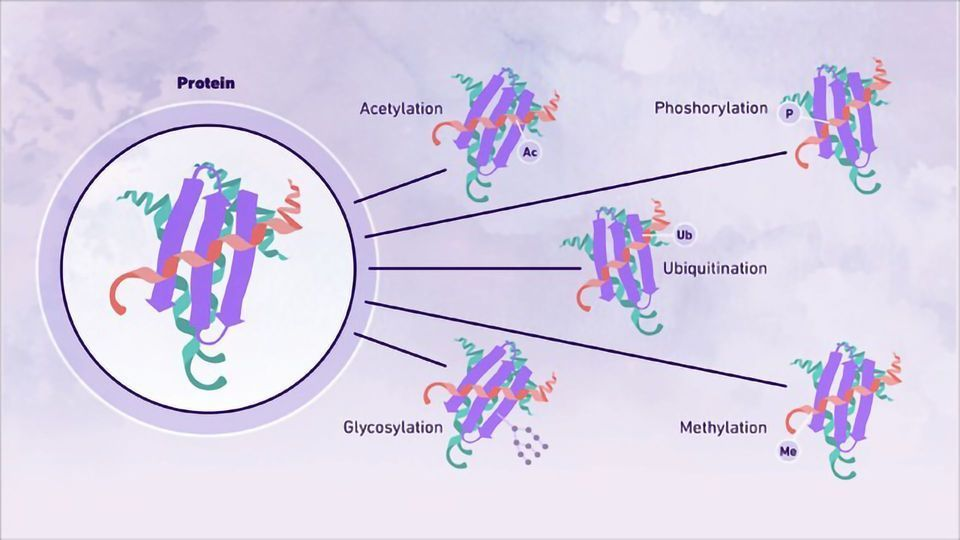 Protein
Acetylation
Ac
Phoshorylation
P
Ub
Ubiquitination
Glycosylation
Methylation
Me